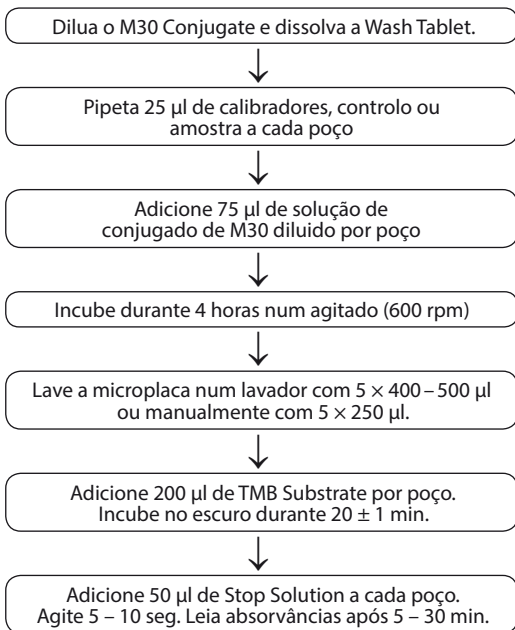 Dilua o M30 Conjugate e dissolva a Wash Tablet.
Pipeta 25 µl de calibradores, controlo ou
amostra a cada poço
Adicione 75 µl de solução de
conjugado de M30 diluido por poço
Incube durante 4 horas num agitado (600 rpm)
Lave a microplaca num lavador com 5 × 400 – 500 µl
ou manualmente com 5 × 250 µl.
Adicione 200 µl de TMB Substrate por poço.
Incube no escuro durante 20 ± 1 min.
Adicione 50 µl de Stop Solution a cada poço.
Agite 5 – 10 seg. Leia absorvâncias após 5 – 30 min.